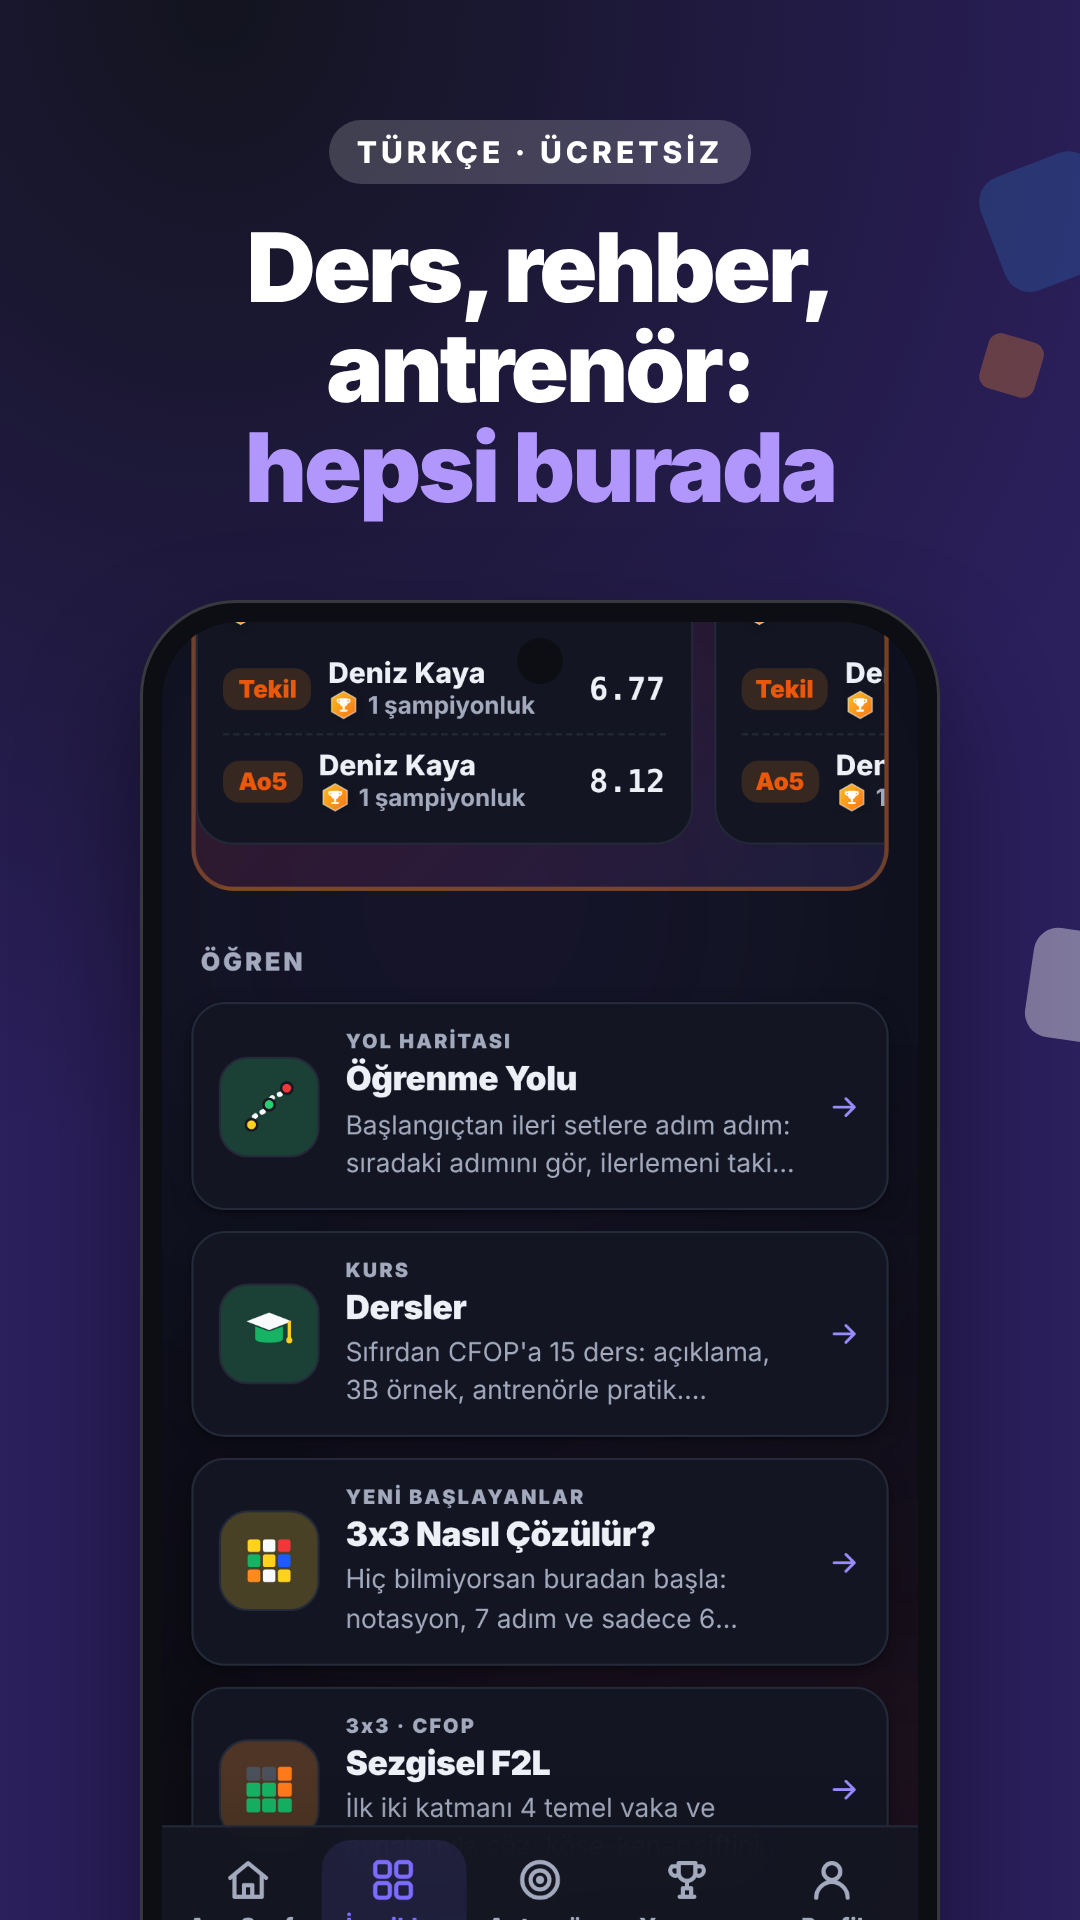 TÜRKÇE · ÜCRETSİZ
Ders, rehber,
antrenör:
hepsi burada
Tekil Deniz Kaya 6.77
1 şampiyonluk
Ao5 Deniz Kaya 8.12
1 şampiyonluk
Tekil
Ao5
ÖĞREN
YOL HARİTASI
Öğrenme Yolu
Başlangıçtan ileri setlere adım adım:
sıradaki adımını gör, ilerlemeni taki...
KURS
Dersler
Sıfırdan CFOP'a 15 ders: açıklama,
3B örnek, antrenörle pratik....
YENİ BAŞLAYANLAR
3x3 Nasıl Çözülür?
Hiç bilmiyorsan buradan başla:
notasyon, 7 adım ve sadece 6...
3x3 · CFOP
Sezgisel F2L
İlk iki katmanı 4 temel vaka ve